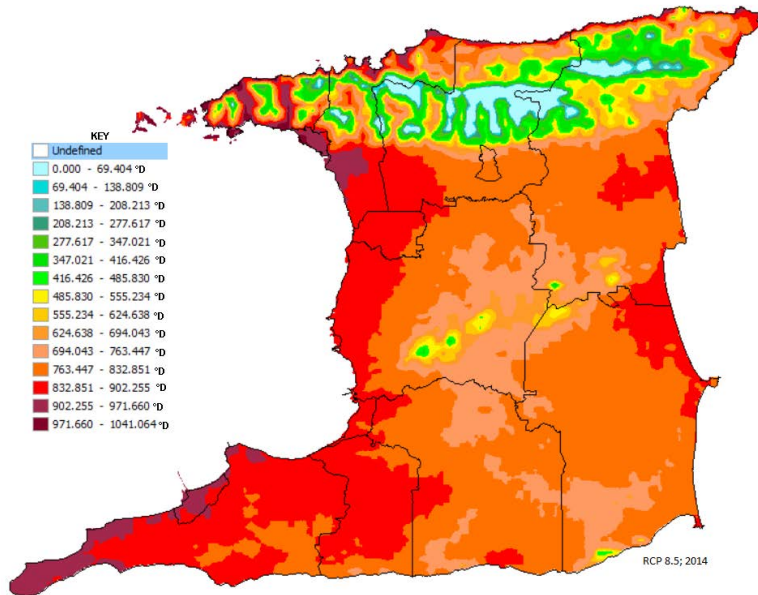 KEY
Undefined
0.000 - 69.404 °D
69.404 - 138.809 °D
138.809 - 208.213 °D
208.213 - 277.617 °D
277.617 - 347.021 °D
347.021 - 416.426 °D
416.426 - 485.830 °D
485.830 - 555.234 °D
555.234 - 624.638 °D
624.638 - 694.043 °D
694.043 - 763.447 °D
763.447 - 832.851 °D
832.851 - 902.255 °D
902.255 - 971.660 °D
971.660 - 1041.064 °D
RCP 8.5; 2014